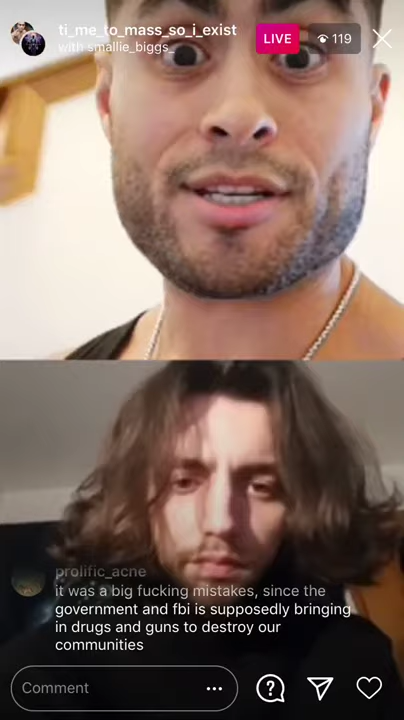 ti_me_to_mass_so_i_exist
with smallie_biggs_
LIVE
119
prolific_acne
it was a big fucking mistakes, since the
government and fbi is supposedly bringing
in drugs and guns to destroy our
communities
Comment